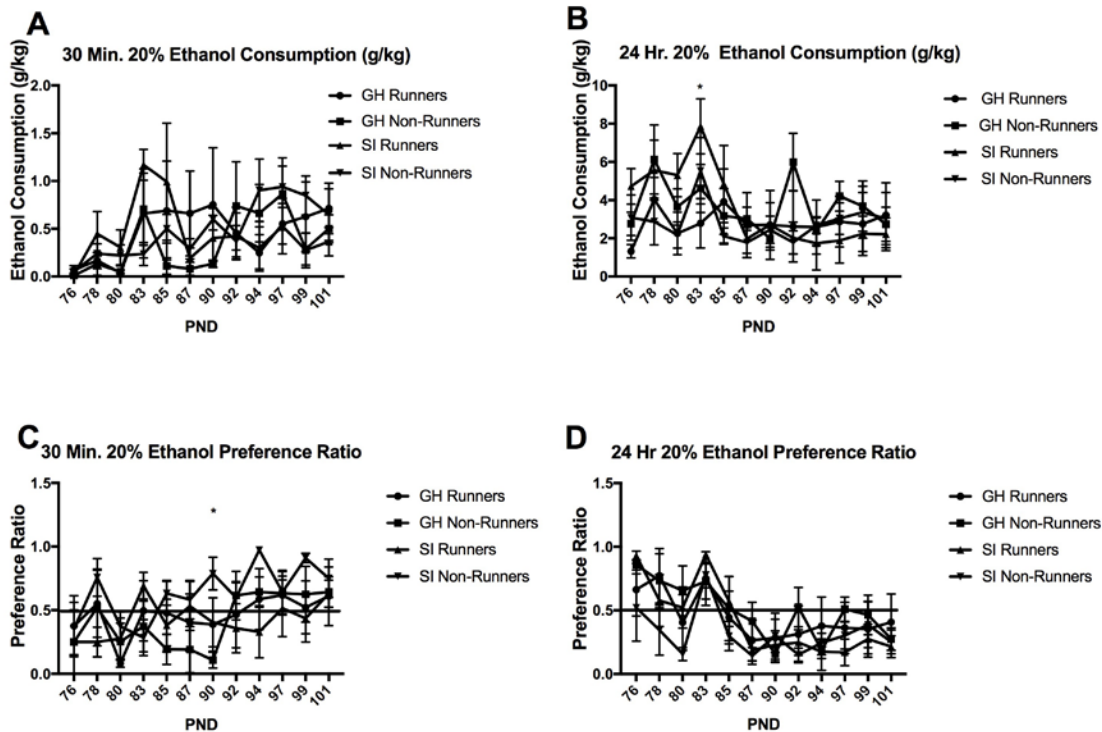 A
30 Min. 20% Ethanol Consumption (g/kg)
Ethanol Consumption (g/kg)
2.0
1.5
1.0
0.5
0.0
76 78 80 83 85 87 90 92 94 97 99 101
PND
GH Runners
GH Non-Runners
SI Runners
SI Non-Runners
B
24 Hr. 20% Ethanol Consumption (g/kg)
Ethanol Consumption (g/kg)
10
8
6
4
2
0
*
76 78 80 83 85 87 90 92 94 97 99 101
PND
GH Runners
GH Non-Runners
SI Runners
SI Non-Runners
C
30 Min. 20% Ethanol Preference Ratio
Preference Ratio
1.5
1.0
0.5
0.0
*
76 78 80 83 85 87 90 92 94 97 99 101
PND
GH Runners
GH Non-Runners
SI Runners
SI Non-Runners
D
24 Hr 20% Ethanol Preference Ratio
Preference Ratio
1.5
1.0
0.5
0.0
76 78 80 83 85 87 90 92 94 97 99 101
PND
GH Runners
GH Non-Runners
SI Runners
SI Non-Runners